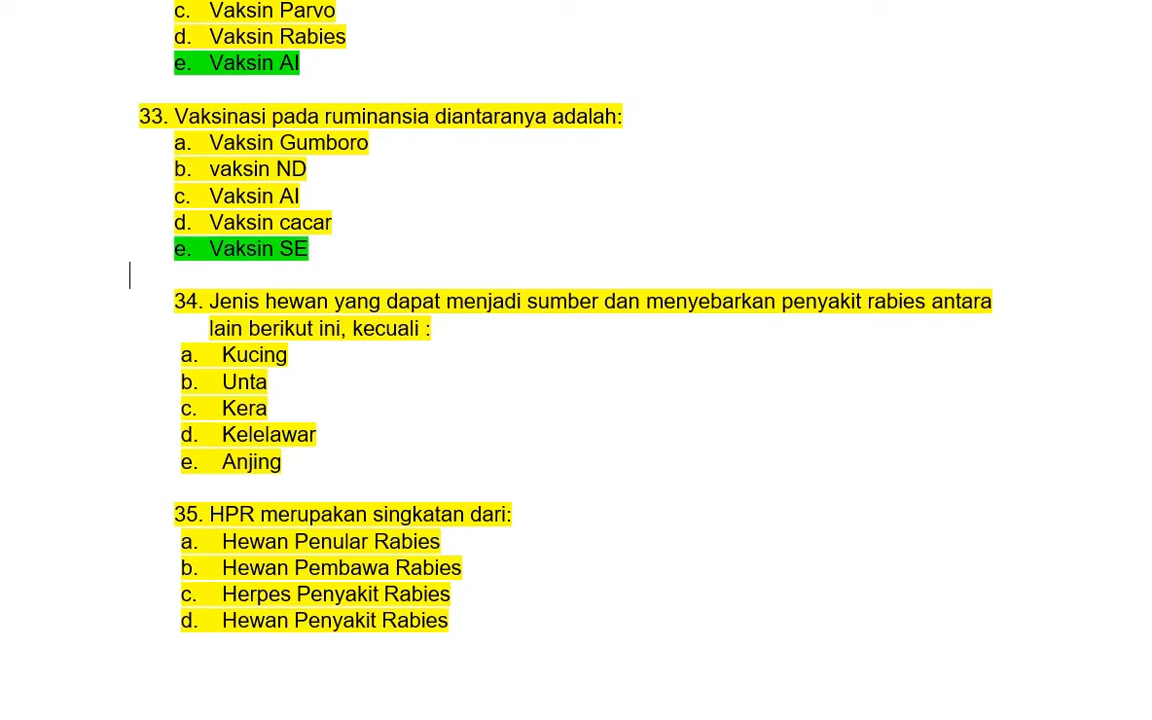 c. Vaksin Parvo
d. Vaksin Rabies
e. Vaksin AI
33. Vaksinasi pada ruminansia diantaranya adalah:
a. Vaksin Gumboro
b. vaksin ND
c. Vaksin AI
d. Vaksin cacar
e. Vaksin SE
34. Jenis hewan yang dapat menjadi sumber dan menyebarkan penyakit rabies antara
lain berikut ini, kecuali :
a. Kucing
b. Unta
c. Kera
d. Kelelawar
e. Anjing
35. HPR merupakan singkatan dari:
a. Hewan Penular Rabies
b. Hewan Pembawa Rabies
c. Herpes Penyakit Rabies
d. Hewan Penyakit Rabies